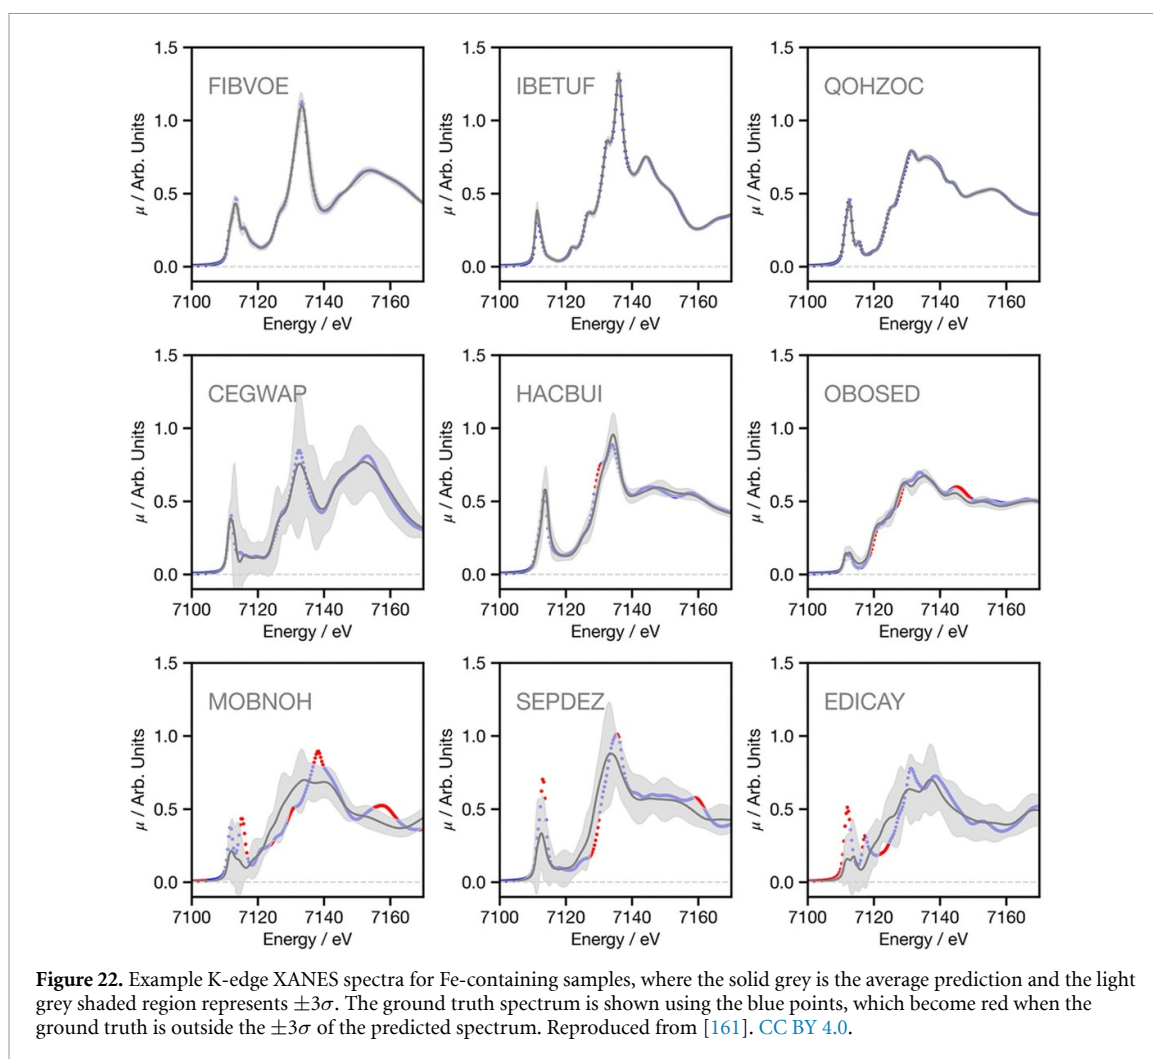 1.5
1.0
0.5
0.0
μ / Arb. Units
FIBVOE
7100 7120 7140 7160
Energy / eV
1.5
1.0
0.5
0.0
μ / Arb. Units
IBETUF
7100 7120 7140 7160
Energy / eV
1.5
1.0
0.5
0.0
μ / Arb. Units
QOHZOC
7100 7120 7140 7160
Energy / eV
1.5
1.0
0.5
0.0
μ / Arb. Units
CEGWAP
7100 7120 7140 7160
Energy / eV
1.5
1.0
0.5
0.0
μ / Arb. Units
HACBUI
7100 7120 7140 7160
Energy / eV
1.5
1.0
0.5
0.0
μ / Arb. Units
OBOSED
7100 7120 7140 7160
Energy / eV
1.5
1.0
0.5
0.0
μ / Arb. Units
MOBNOH
7100 7120 7140 7160
Energy / eV
1.5
1.0
0.5
0.0
μ / Arb. Units
SEPDEZ
7100 7120 7140 7160
Energy / eV
1.5
1.0
0.5
0.0
μ / Arb. Units
EDICAY
7100 7120 7140 7160
Energy / eV
Figure 22. Example K-edge XANES spectra for Fe-containing samples, where the solid grey is the average prediction and the light
grey shaded region represents ±3σ. The ground truth spectrum is shown using the blue points, which become red when the
ground truth is outside the ±3σ of the predicted spectrum. Reproduced from [161]. CC BY 4.0.